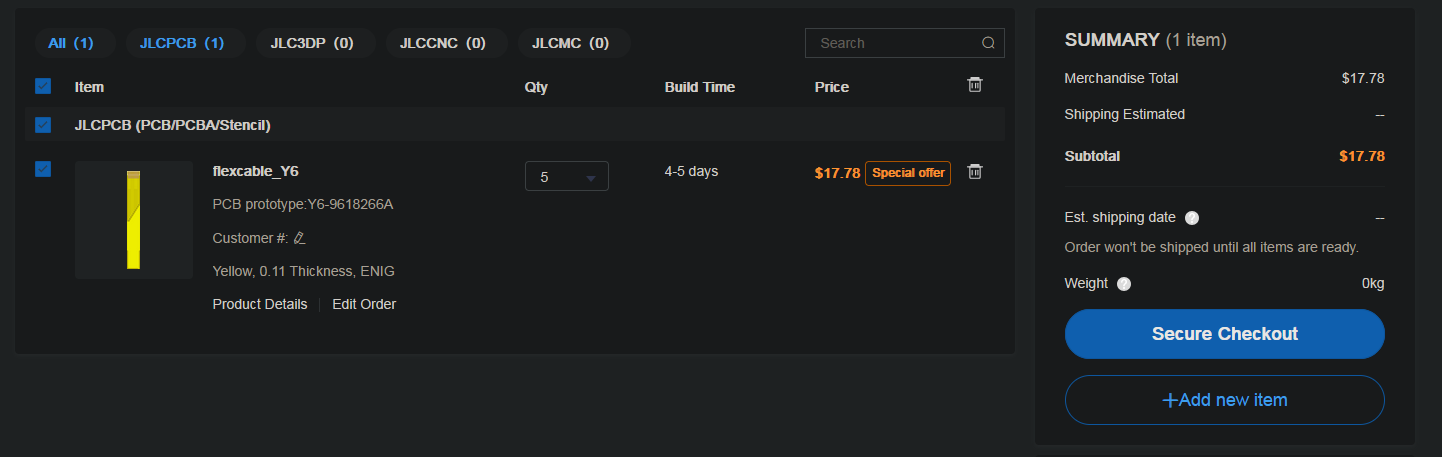 All (1) JLCPCB (1) JLC3DP (0) JLCCNC (0) JLCMC (0) Search
Item Qty Build Time Price
JLCPCB (PCB/PCBA/Stencil)
flexcable_Y6 5 4-5 days $17.78 Special offer
PCB prototype:Y6-9618266A
Customer #:
Yellow, 0.11 Thickness, ENIG
Product Details Edit Order
SUMMARY (1 item)
Merchandise Total $17.78
Shipping Estimated --
Subtotal $17.78
Est. shipping date ? --
Order won't be shipped until all items are ready.
Weight ? 0kg
Secure Checkout
+Add new item